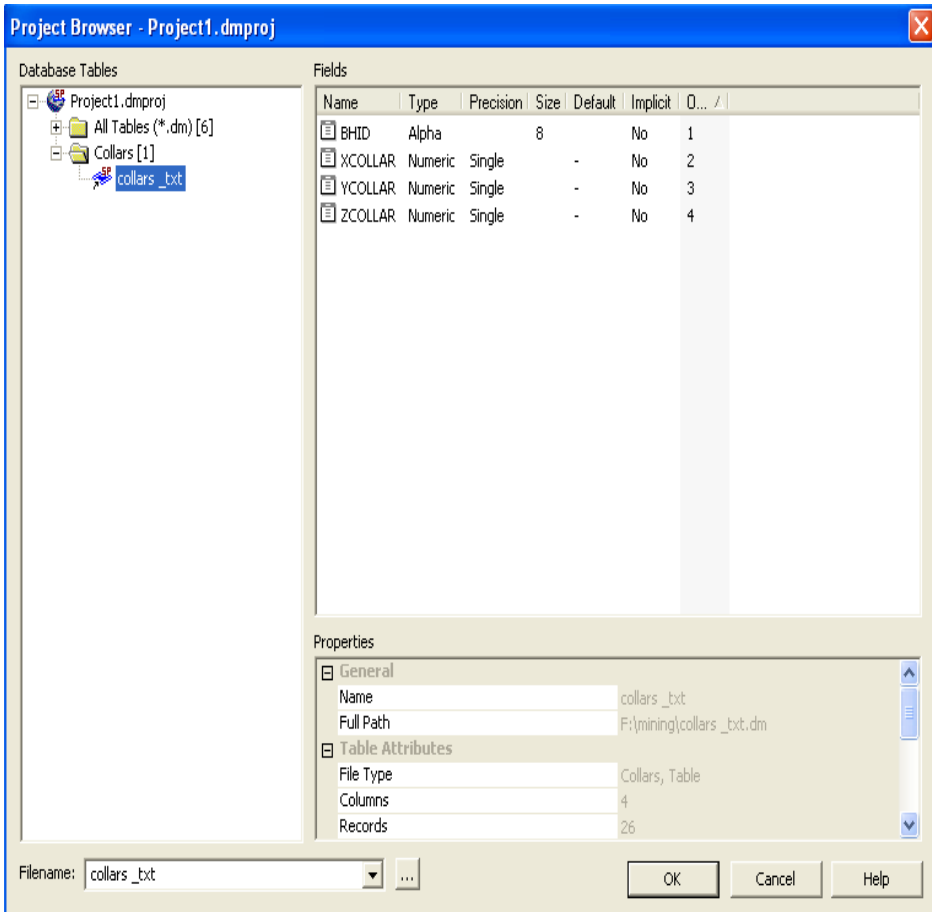 Project Browser - Project1.dmproj
Database Tables
Project1.dmproj
All Tables (*.dm) [6]
Collars [1]
collars _txt
Fields
Name Type Precision Size Default Implicit O... /
BHID Alpha 8 No 1
XCOLLAR Numeric Single - No 2
YCOLLAR Numeric Single - No 3
ZCOLLAR Numeric Single - No 4
Properties
General
Name collars _txt
Full Path F:\mining\collars _txt.dm
Table Attributes
File Type Collars, Table
Columns 4
Records 26
Filename: collars _txt ... OK Cancel Help